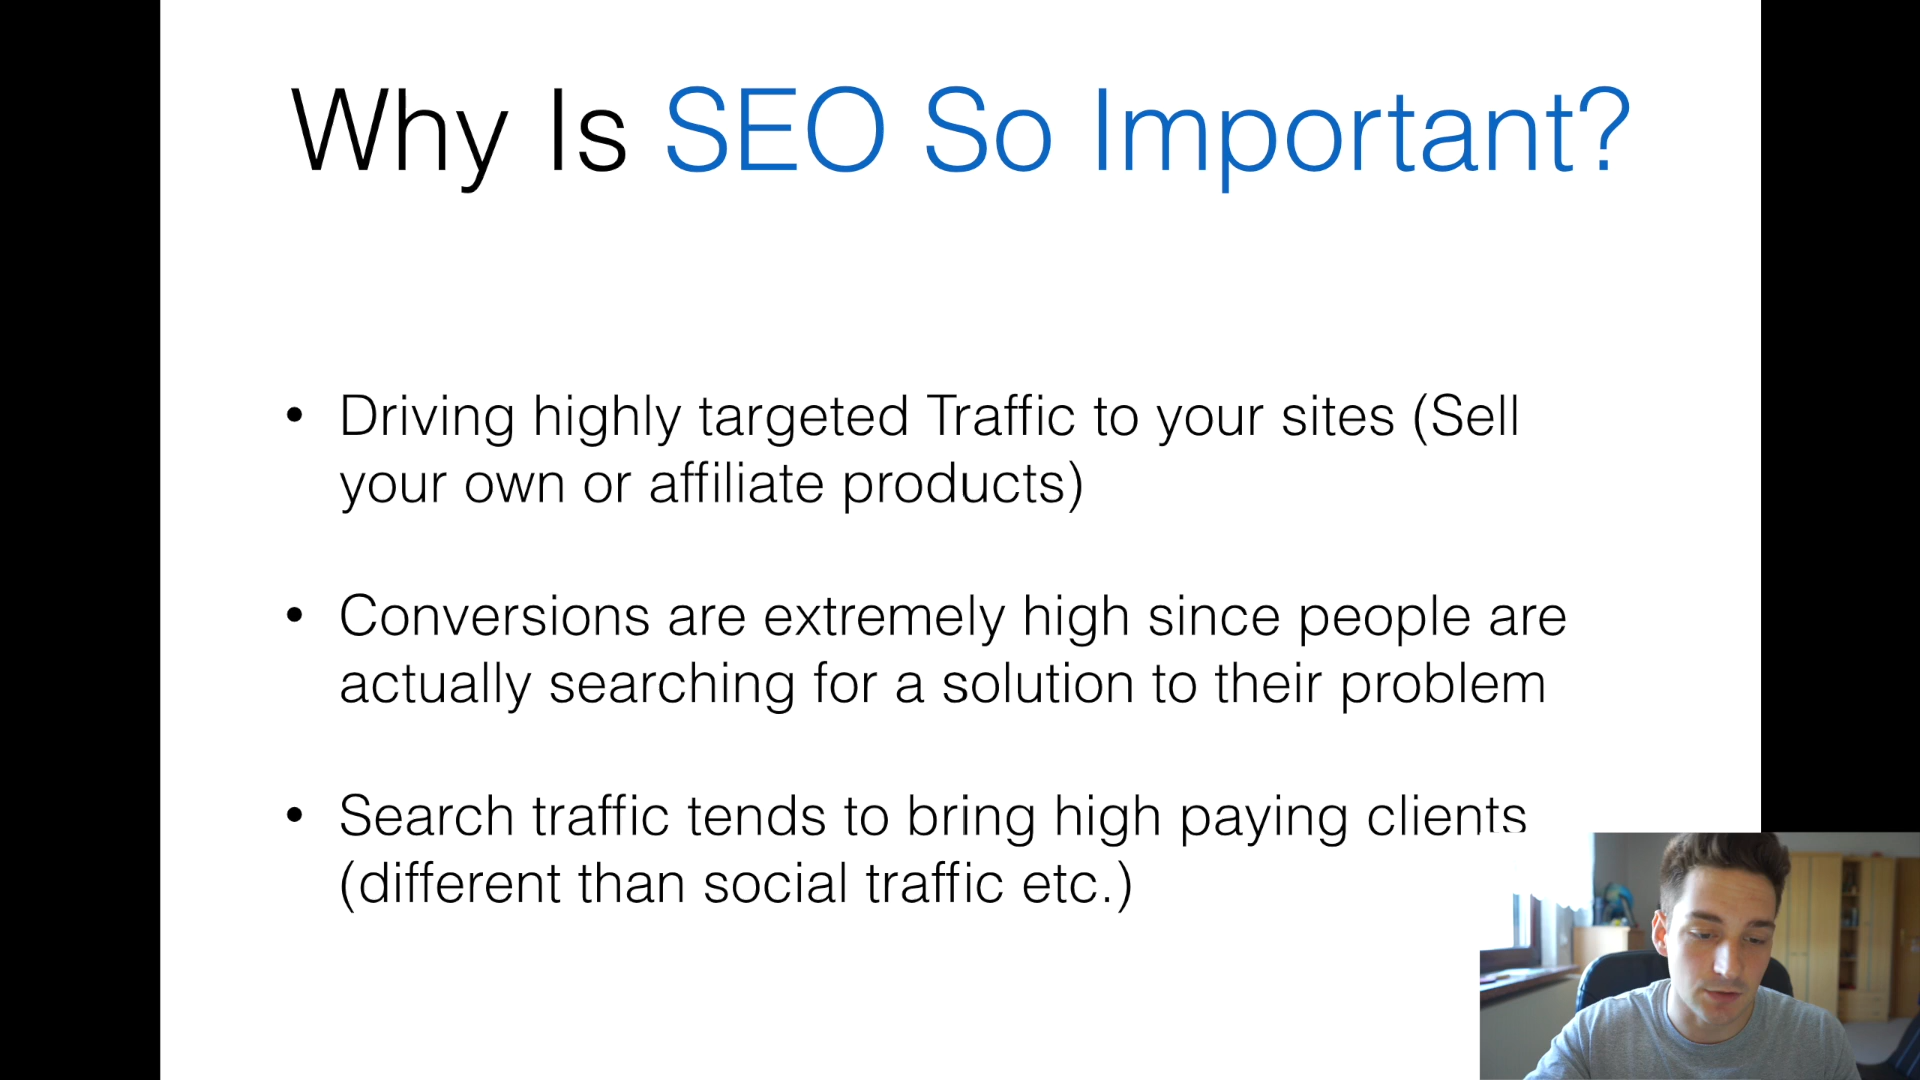 Why Is SEO So Important?
• Driving highly targeted Traffic to your sites (Sell
your own or affiliate products)
• Conversions are extremely high since people are
actually searching for a solution to their problem
• Search traffic tends to bring high paying clients
(different than social traffic etc.)